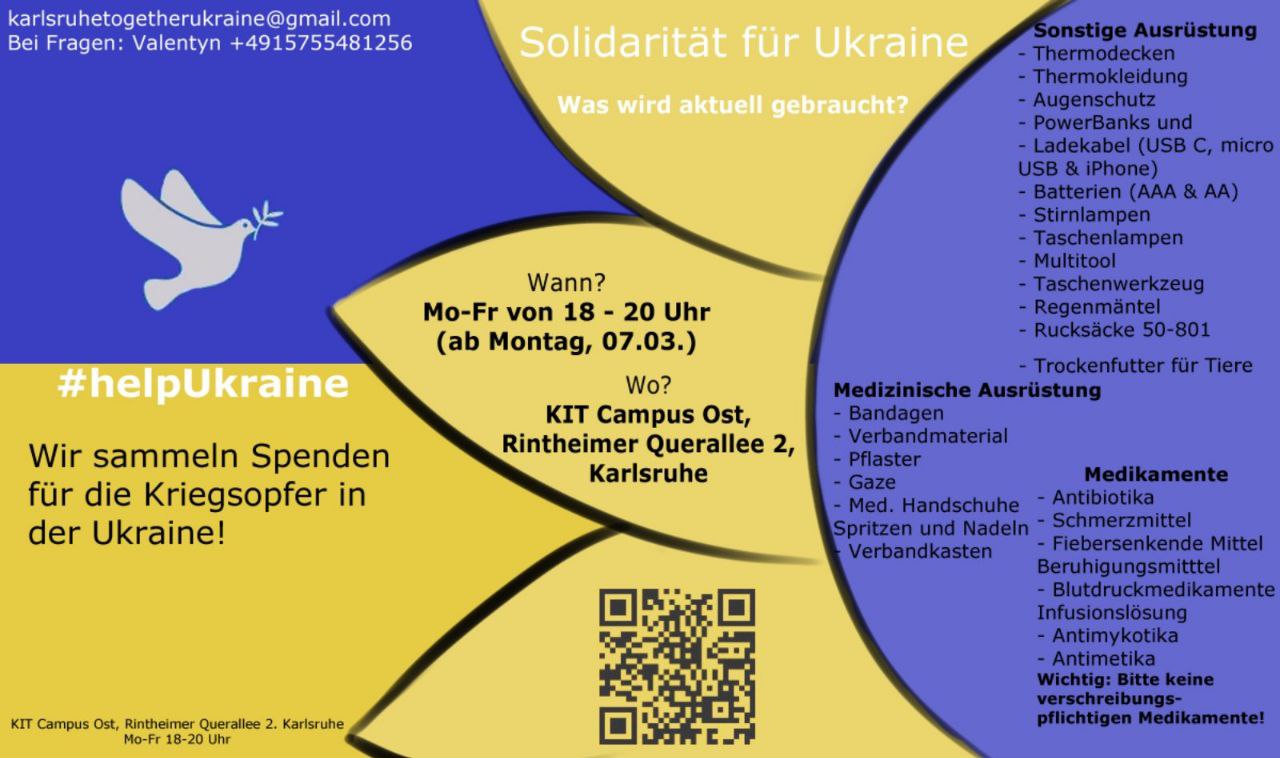 karlsruhetogetherukraine@gmail.com
Bei Fragen: Valentyn +4915755481256
#helpUkraine
Wir sammeln Spenden
für die Kriegsopfer in
der Ukraine!
KIT Campus Ost, Rintheimer Querallee 2. Karlsruhe
Mo-Fr 18-20 Uhr
Solidarität für Ukraine
Was wird aktuell gebraucht?
Wann?
Mo-Fr von 18 - 20 Uhr
(ab Montag, 07.03.)
Wo?
KIT Campus Ost,
Rintheimer Querallee 2,
Karlsruhe
Sonstige Ausrüstung
- Thermodecken
- Thermokleidung
- Augenschutz
- PowerBanks und
- Ladekabel (USB C, micro
USB & iPhone)
- Batterien (AAA & AA)
- Stirnlampen
- Taschenlampen
- Multitool
- Taschenwerkzeug
- Regenmäntel
- Rucksäcke 50-801
- Trockenfutter für Tiere
Medizinische Ausrüstung
- Bandagen
- Verbandmaterial
- Pflaster
- Gaze
- Med. Handschuhe
Spritzen und Nadeln
- Verbandkasten
Medikamente
- Antibiotika
- Schmerzmittel
- Fiebersenkende Mittel
Beruhigungsmitttel
- Blutdruckmedikamente
Infusionslösung
- Antimykotika
- Antimetika
Wichtig: Bitte keine
verschreibungs-
pflichtigen Medikamente!